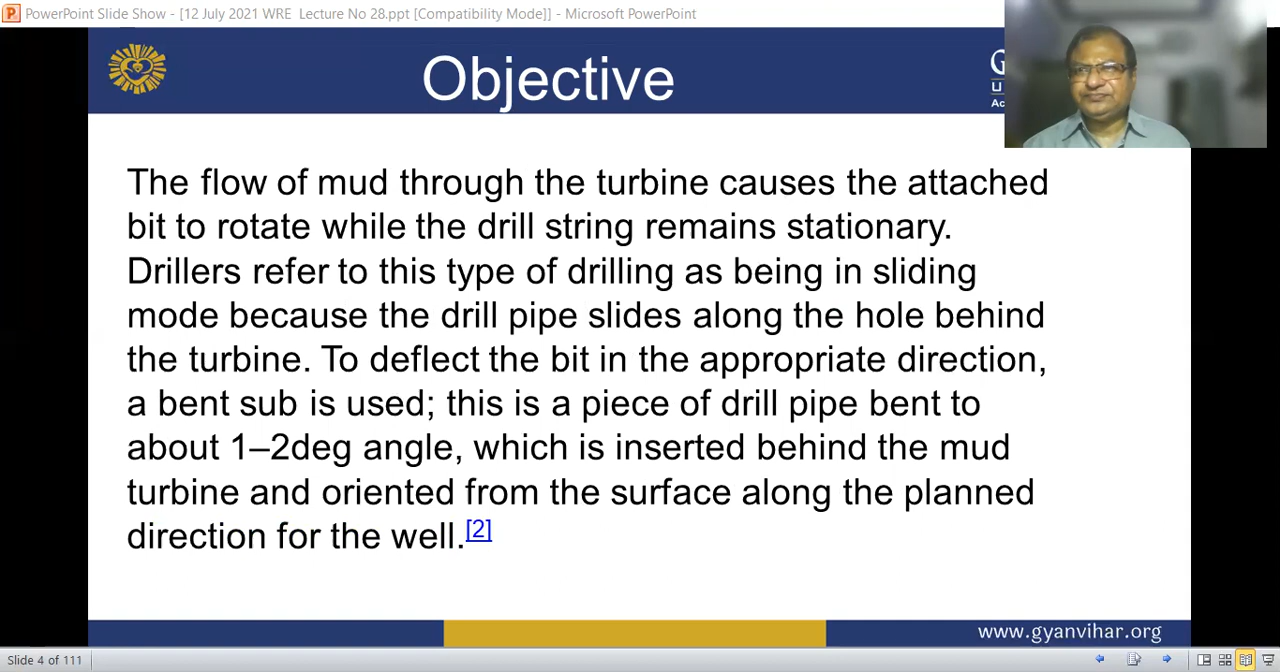 PowerPoint Slide Show - [12 July 2021 WRE Lecture No 28.ppt [Compatibility Mode]] - Microsoft PowerPoint
Objective
G
U
Ac
The flow of mud through the turbine causes the attached
bit to rotate while the drill string remains stationary.
Drillers refer to this type of drilling as being in sliding
mode because the drill pipe slides along the hole behind
the turbine. To deflect the bit in the appropriate direction,
a bent sub is used; this is a piece of drill pipe bent to
about 1–2deg angle, which is inserted behind the mud
turbine and oriented from the surface along the planned
direction for the well.[2]
www.gyanvihar.org
Slide 4 of 111